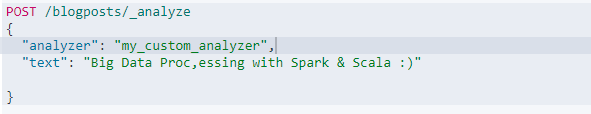 POST /blogposts/_analyze
{
"analyzer": "my_custom_analyzer",
"text": "Big Data Proc,essing with Spark & Scala :)"
}